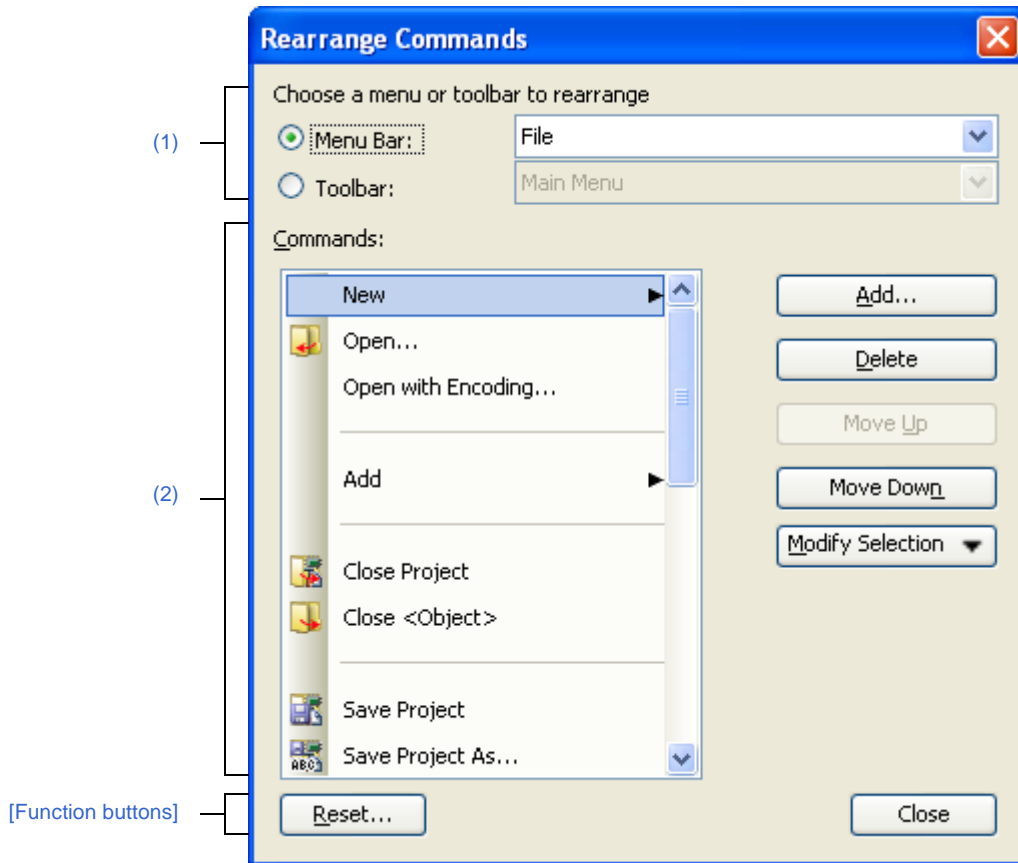 Rearrange Commands
Choose a menu or toolbar to rearrange
(1)
Menu Bar:
File
Toolbar:
Main Menu
(2)
Commands:
New
Open...
Open with Encoding...
Add
Close Project
Close <Object>
Save Project
Save Project As...
Add...
Delete
Move Up
Move Down
Modify Selection
[Function buttons]
Reset...
Close